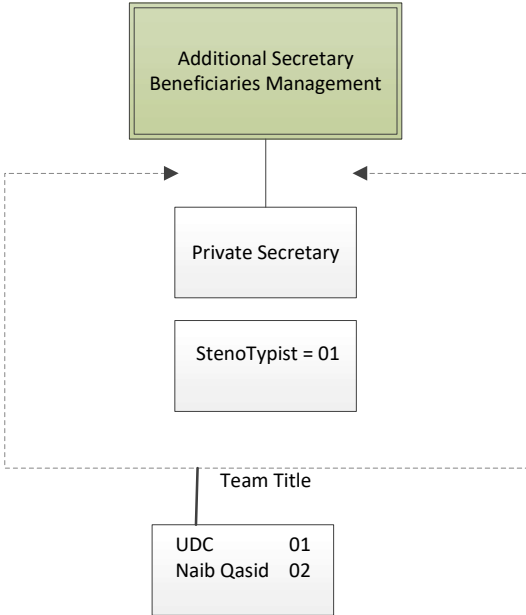 Additional Secretary
Beneficiaries Management
Private Secretary
StenoTypist = 01
Team Title
UDC 01
Naib Qasid 02